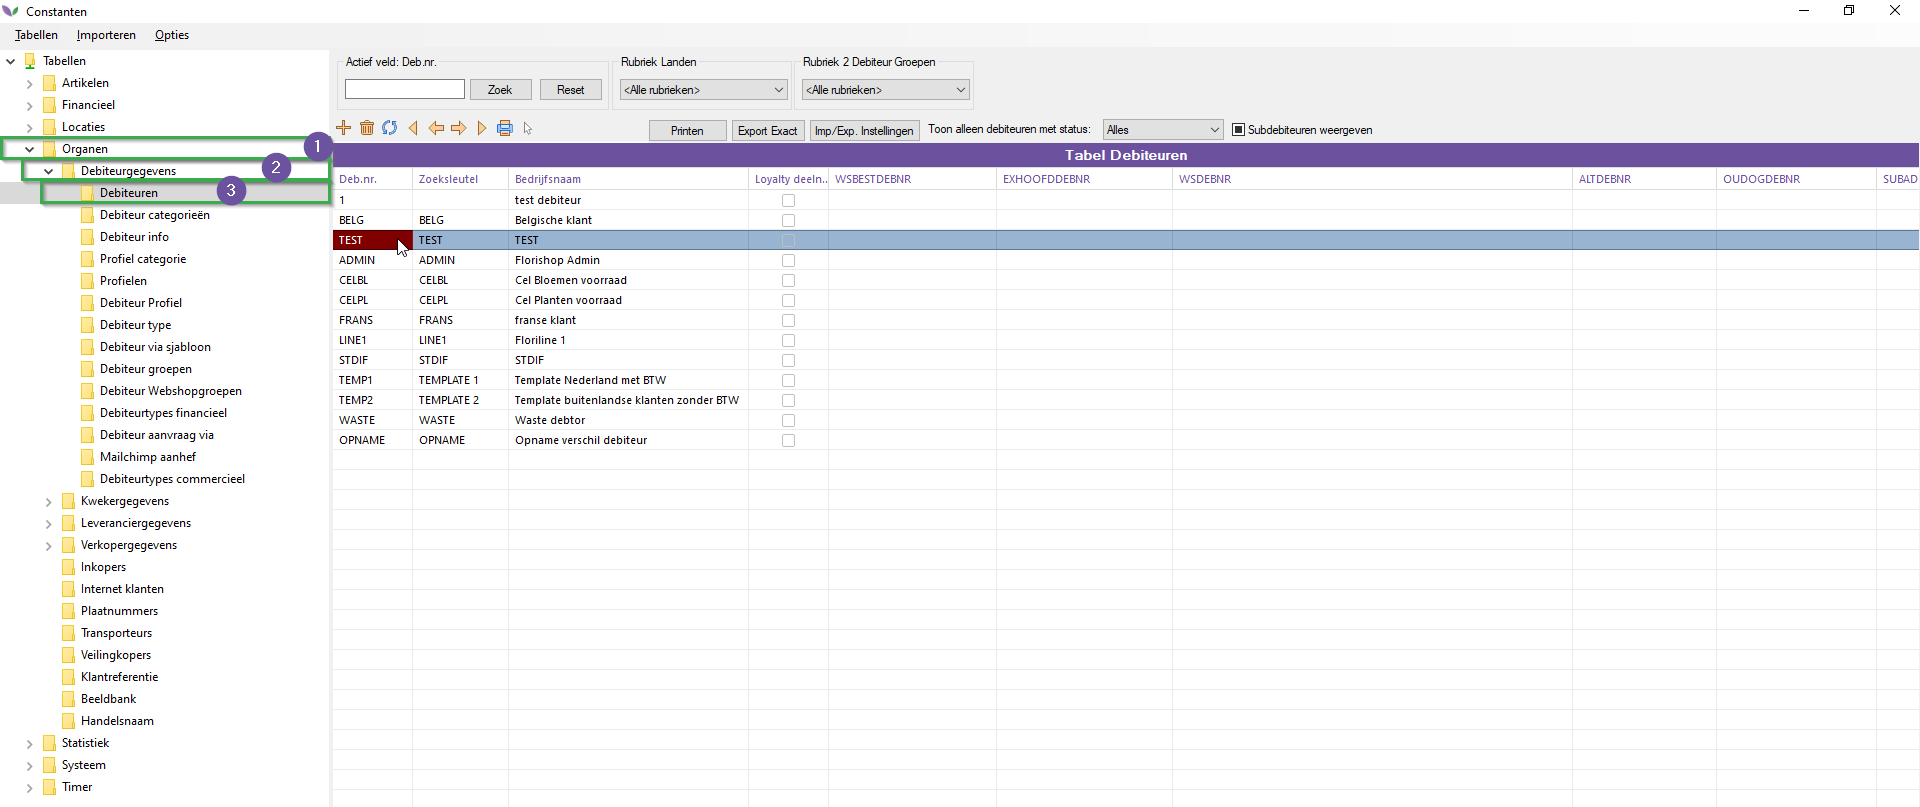 Constanten
Tabellen Importeren Opties
Tabellen
Artikelen
Financieel
Locaties
Organen 1
Debiteurgegevens 2
Debiteuren 3
Debiteur categorieën
Debiteur info
Profiel categorie
Profielen
Debiteur Profiel
Debiteur type
Debiteur via sjabloon
Debiteur groepen
Debiteur Webshopgroepen
Debiteurtypes financieel
Debiteur aanvraag via
Mailchimp aanhef
Debiteurtypes commercieel
Kwekergegevens
Leveranciergegevens
Verkopergegevens
Inkopers
Internet klanten
Plaatnummers
Transporteurs
Veilingkopers
Klantreferentie
Beeldbank
Handelsnaam
Statistiek
Systeem
Timer
Actief veld: Deb.nr. Rubriek Landen Rubriek 2 Debiteur Groepen
Zoek Reset <Alle rubrieken> <Alle rubrieken>
Printen Export Exact Imp/Exp. Instellingen Toon alleen debiteuren met status: Alles Subdebiteuren weergeven
Tabel Debiteuren
Deb.nr. Zoeksleutel Bedrijfsnaam Loyalty deeln.. WSBESTDEBNR EXHOOFDDEBNR WSDEBNR ALTDEBNR OUDOGDEBNR SUBAD
1 test debiteur
BELG BELG Belgische klant
TEST TEST TEST
ADMIN ADMIN Florishop Admin
CELBL CELBL Cel Bloemen voorraad
CELPL CELPL Cel Planten voorraad
FRANS FRANS franse klant
LINE1 LINE1 Floriline 1
STDIF STDIF STDIF
TEMP1 TEMPLATE 1 Template Nederland met BTW
TEMP2 TEMPLATE 2 Template buitenlandse klanten zonder BTW
WASTE WASTE Waste debtor
OPNAME OPNAME Opname verschil debiteur